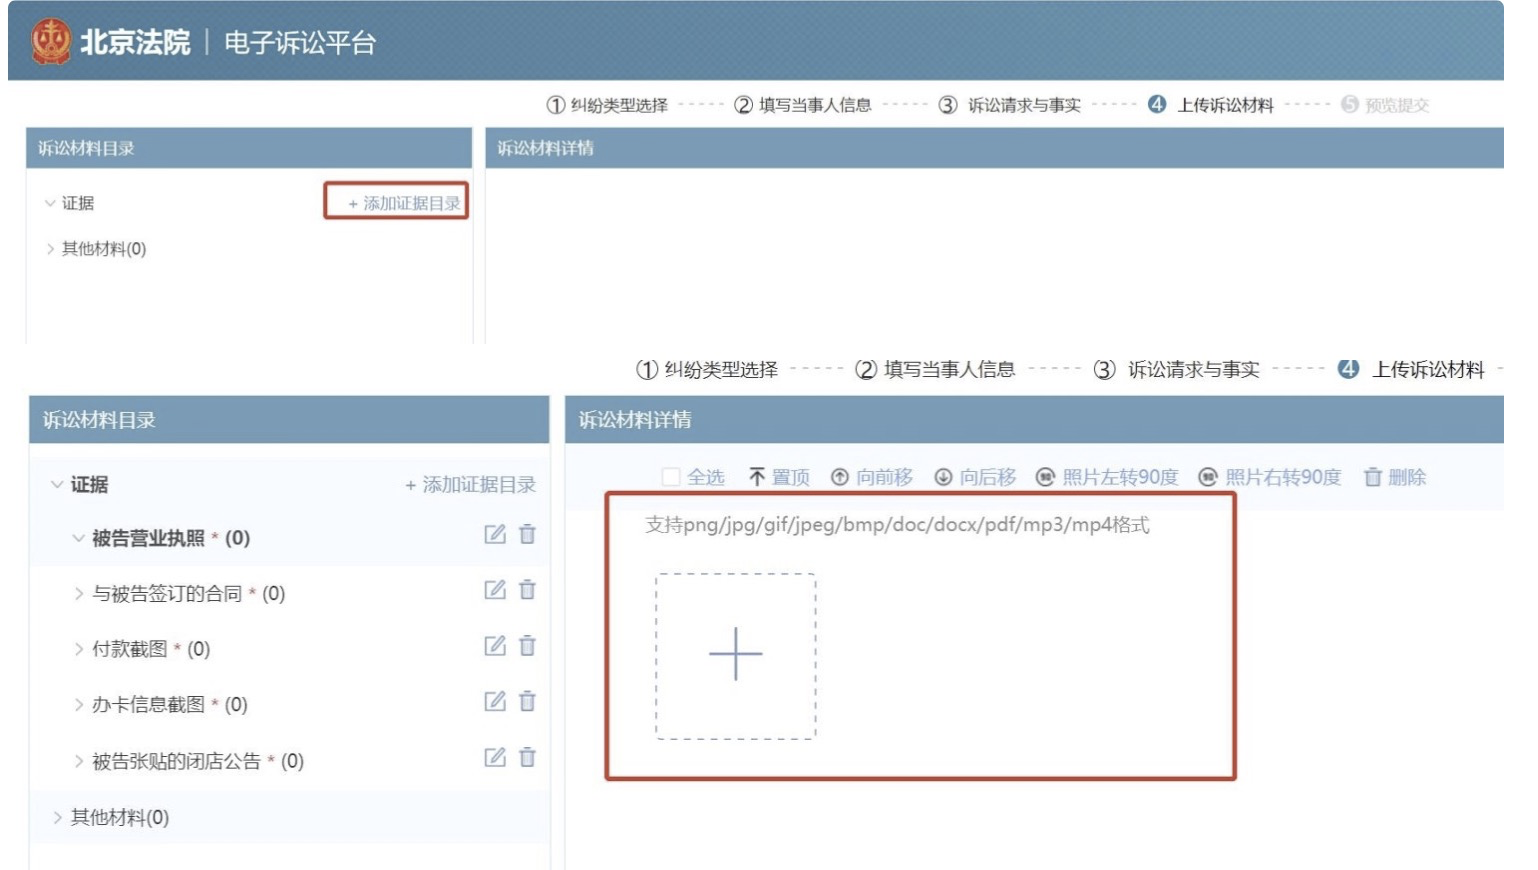 北京法院 | 电子诉讼平台
① 纠纷类型选择 ----- ② 填写当事人信息 ----- ③ 诉讼请求与事实 ----- ④ 上传诉讼材料 ----- ⑤ 预览提交
诉讼材料目录
诉讼材料详情
证据
+ 添加证据目录
其他材料(0)
① 纠纷类型选择 ----- ② 填写当事人信息 ----- ③ 诉讼请求与事实 ----- ④ 上传诉讼材料 -
诉讼材料目录
诉讼材料详情
证据
+ 添加证据目录
被告营业执照 * (0)
与被告签订的合同 * (0)
付款截图 * (0)
办卡信息截图 * (0)
被告张贴的闭店公告 * (0)
其他材料(0)
全选 置顶 向前移 向后移 照片左转90度 照片右转90度 删除
支持png/jpg/gif/jpeg/bmp/doc/docx/pdf/mp3/mp4格式